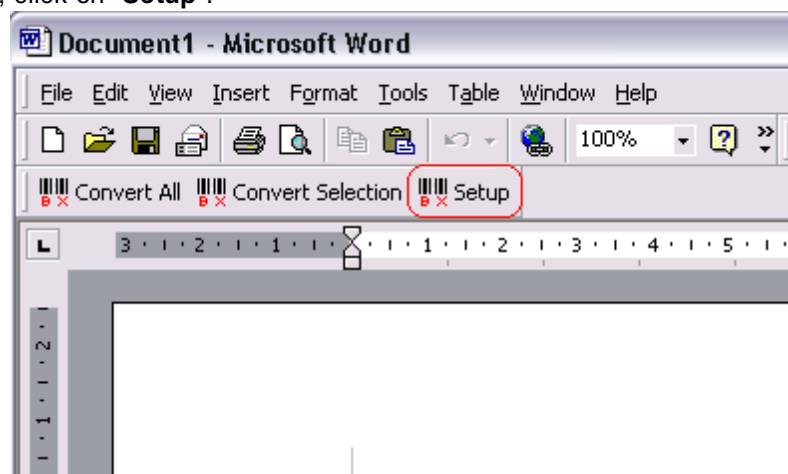 , click on "Setup".
Document1 - Microsoft Word
File Edit View Insert Format Tools Table Window Help
100%
Convert All Convert Selection Setup
3 2 1 1 2 3 4 5
2
1